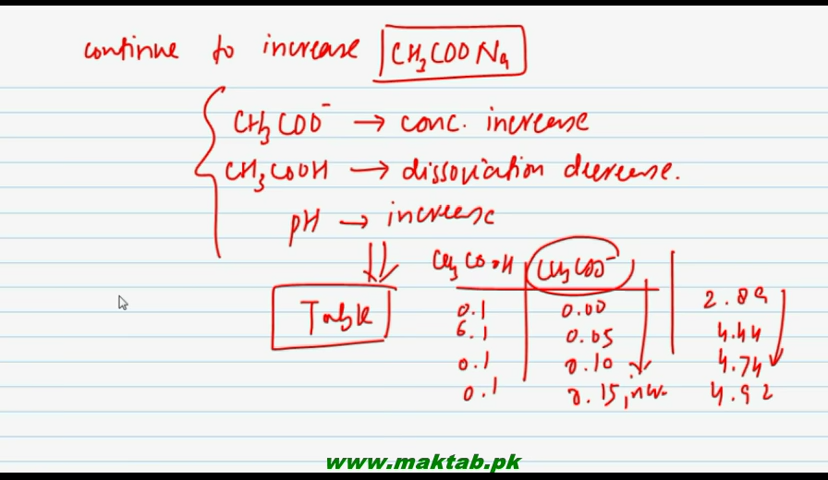 continue to increase CH₃COONa
CH₃COO⁻ → conc. increase
CH₃COOH → dissoviation decrease.
pH → increase
Table
CH₃COOH CH₃COO⁻
0.1 0.00 2.89
0.1 0.05 4.44
0.1 0.10 4.74
0.1 0.15, inc. 4.92
www.maktab.pk